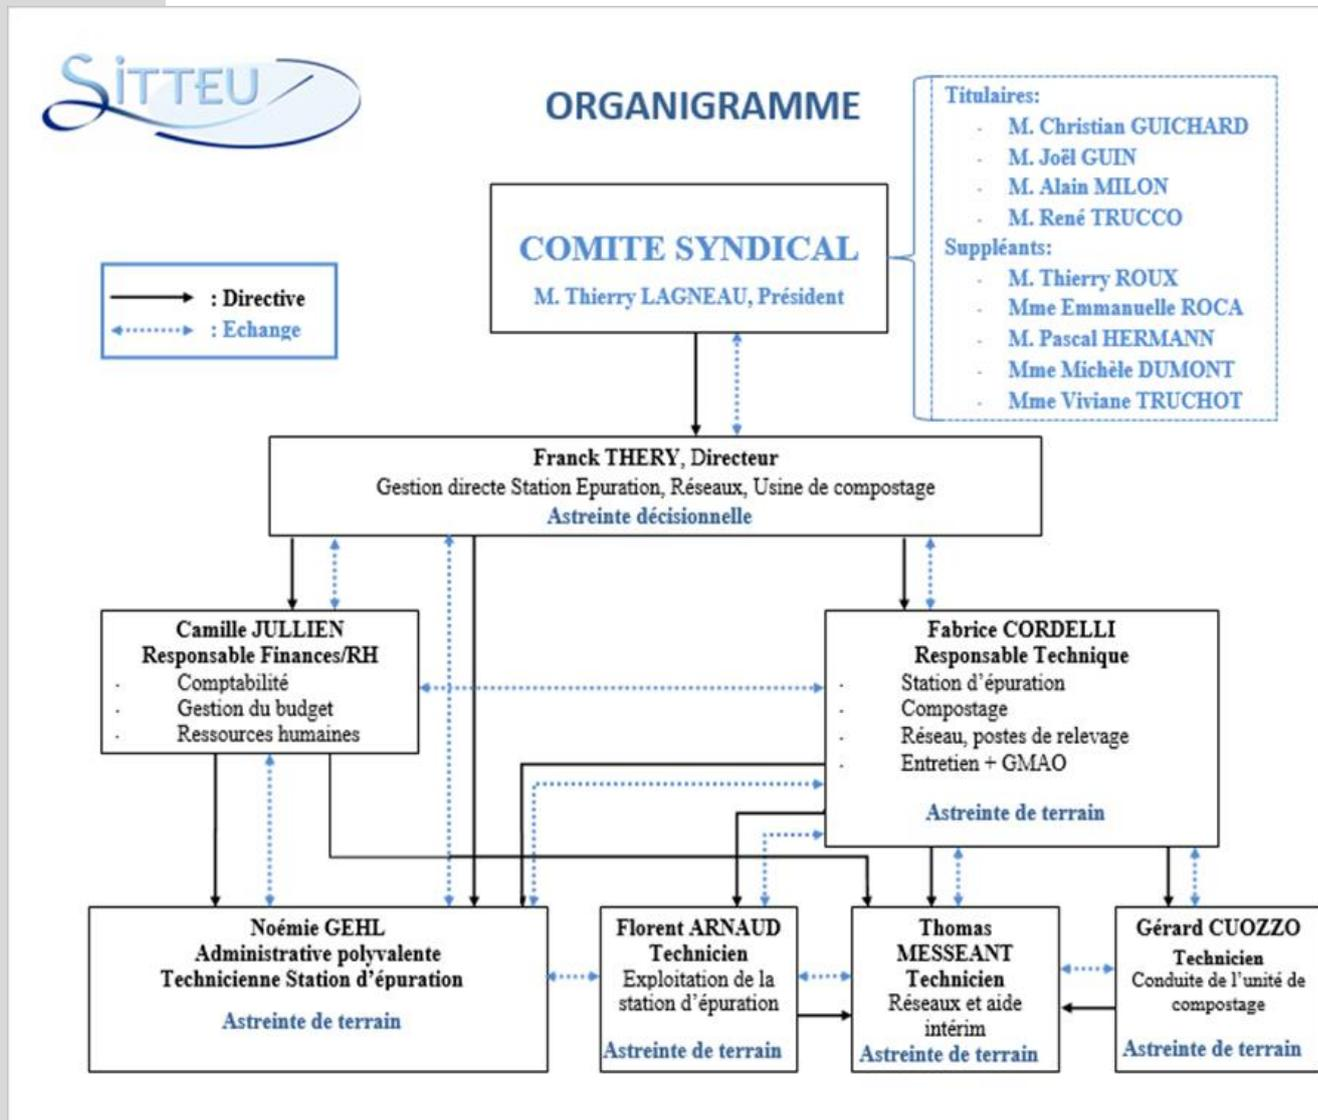 SiTTEU
ORGANIGRAMME
Titulaires:
- M. Christian GUICHARD
- M. Joël GUIN
- M. Alain MILON
- M. René TRUCCO
Suppléants:
- M. Thierry ROUX
- Mme Emmanuelle ROCA
- M. Pascal HERMANN
- Mme Michèle DUMONT
- Mme Viviane TRUCHOT
COMITE SYNDICAL
M. Thierry LAGNEAU, Président
: Directive
: Echange
Franck THERY, Directeur
Gestion directe Station Epuration, Réseaux, Usine de compostage
Astreinte décisionnelle
Camille JULLIEN
Responsable Finances/RH
- Comptabilité
- Gestion du budget
- Ressources humaines
Fabrice CORDELLI
Responsable Technique
- Station d'épuration
- Compostage
- Réseau, postes de relevage
- Entretien + GMAO
Astreinte de terrain
Noémie GEHL
Administrative polyvalente
Technicienne Station d'épuration
Astreinte de terrain
Florent ARNAUD
Technicien
Exploitation de la
station d'épuration
Astreinte de terrain
Thomas
MESSEANT
Technicien
Réseaux et aide
intérim
Astreinte de terrain
Gérard CUOZZO
Technicien
Conduite de l'unité de
compostage
Astreinte de terrain